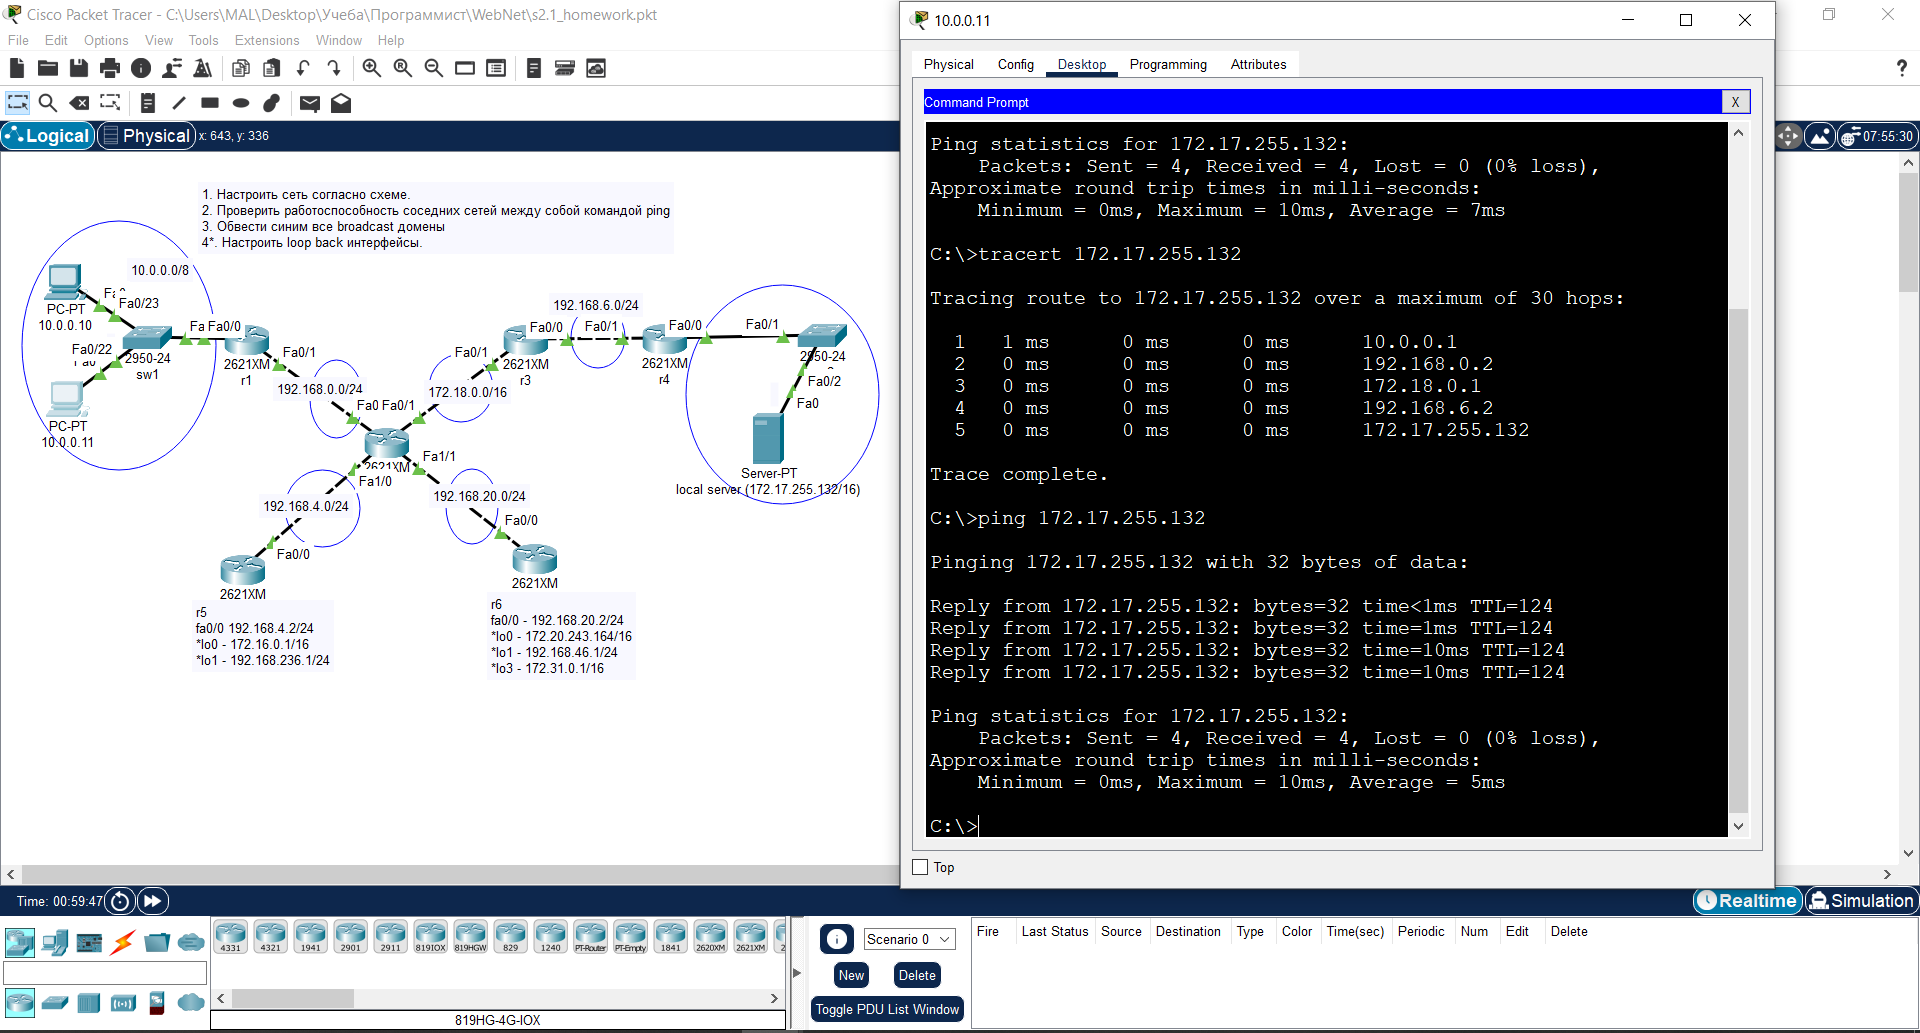 Cisco Packet Tracer - C:\Users\MAL\Desktop\Учеба\Программист\WebNet\s2.1_homework.pkt
File Edit Options View Tools Extensions Window Help
Logical Physical x: 643, y: 336
07:55:30
1. Настроить сеть согласно схеме.
2. Проверить работоспособность соседних сетей между собой командой ping
3. Обвести синим все broadcast домены
4*. Настроить loop back интерфейсы.
10.0.0.0/8
Fa0/23
PC-PT
10.0.0.10
Fa0/22
PC-PT
10.0.0.11
2950-24
sw1
Fa Fa0/0
2621XM
r1
Fa0/1
192.168.0.0/24
Fa0 Fa0/1
2621XM
Fa1/1
Fa1/0
172.18.0.0/16
Fa0/1
Fa0/0
2621XM
r3
192.168.6.0/24
Fa0/1
Fa0/0
2621XM
r4
Fa0/1
2950-24
Fa0/2
Fa0
Server-PT
local server (172.17.255.132/16)
192.168.4.0/24
Fa0/0
2621XM
r5
fa0/0 192.168.4.2/24
*lo0 - 172.16.0.1/16
*lo1 - 192.168.236.1/24
192.168.20.0/24
Fa0/0
2621XM
r6
fa0/0 - 192.168.20.2/24
*lo0 - 172.20.243.164/16
*lo1 - 192.168.46.1/24
*lo3 - 172.31.0.1/16
10.0.0.11
Physical Config Desktop Programming Attributes
Command Prompt X
Ping statistics for 172.17.255.132:
Packets: Sent = 4, Received = 4, Lost = 0 (0% loss),
Approximate round trip times in milli-seconds:
Minimum = 0ms, Maximum = 10ms, Average = 7ms
C:\>tracert 172.17.255.132
Tracing route to 172.17.255.132 over a maximum of 30 hops:
1 1 ms 0 ms 0 ms 10.0.0.1
2 0 ms 0 ms 0 ms 192.168.0.2
3 0 ms 0 ms 0 ms 172.18.0.1
4 0 ms 0 ms 0 ms 192.168.6.2
5 0 ms 0 ms 0 ms 172.17.255.132
Trace complete.
C:\>ping 172.17.255.132
Pinging 172.17.255.132 with 32 bytes of data:
Reply from 172.17.255.132: bytes=32 time<1ms TTL=124
Reply from 172.17.255.132: bytes=32 time=1ms TTL=124
Reply from 172.17.255.132: bytes=32 time=10ms TTL=124
Reply from 172.17.255.132: bytes=32 time=10ms TTL=124
Ping statistics for 172.17.255.132:
Packets: Sent = 4, Received = 4, Lost = 0 (0% loss),
Approximate round trip times in milli-seconds:
Minimum = 0ms, Maximum = 10ms, Average = 5ms
C:\>
Top
Time: 00:59:47
Realtime Simulation
4331 4321 1941 2901 2911 819IOX 819HGW 829 1240 PT-Router PT-Empty 1841 2620XM 2621XM
819HG-4G-IOX
Scenario 0
New Delete
Toggle PDU List Window
Fire Last Status Source Destination Type Color Time(sec) Periodic Num Edit Delete